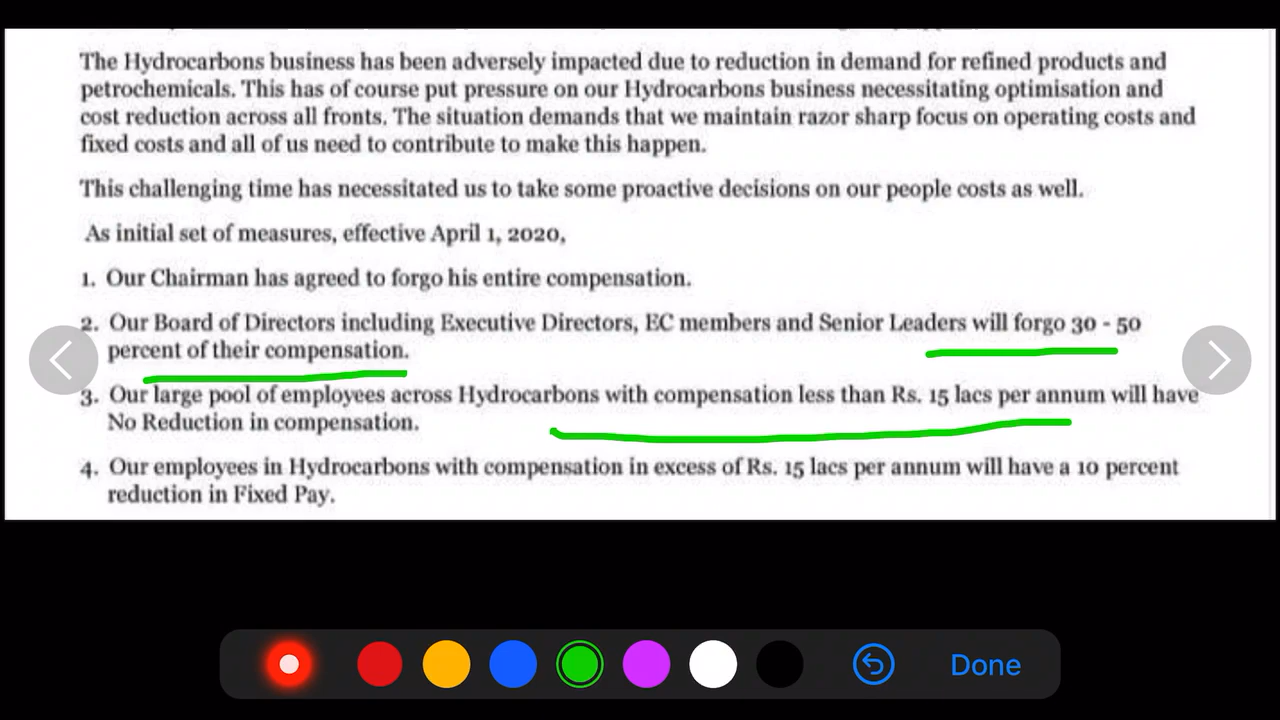 The Hydrocarbons business has been adversely impacted due to reduction in demand for refined products and
petrochemicals. This has of course put pressure on our Hydrocarbons business necessitating optimisation and
cost reduction across all fronts. The situation demands that we maintain razor sharp focus on operating costs and
fixed costs and all of us need to contribute to make this happen.
This challenging time has necessitated us to take some proactive decisions on our people costs as well.
As initial set of measures, effective April 1, 2020,
1. Our Chairman has agreed to forgo his entire compensation.
2. Our Board of Directors including Executive Directors, EC members and Senior Leaders will forgo 30 - 50
percent of their compensation.
3. Our large pool of employees across Hydrocarbons with compensation less than Rs. 15 lacs per annum will have
No Reduction in compensation.
4. Our employees in Hydrocarbons with compensation in excess of Rs. 15 lacs per annum will have a 10 percent
reduction in Fixed Pay.
Done